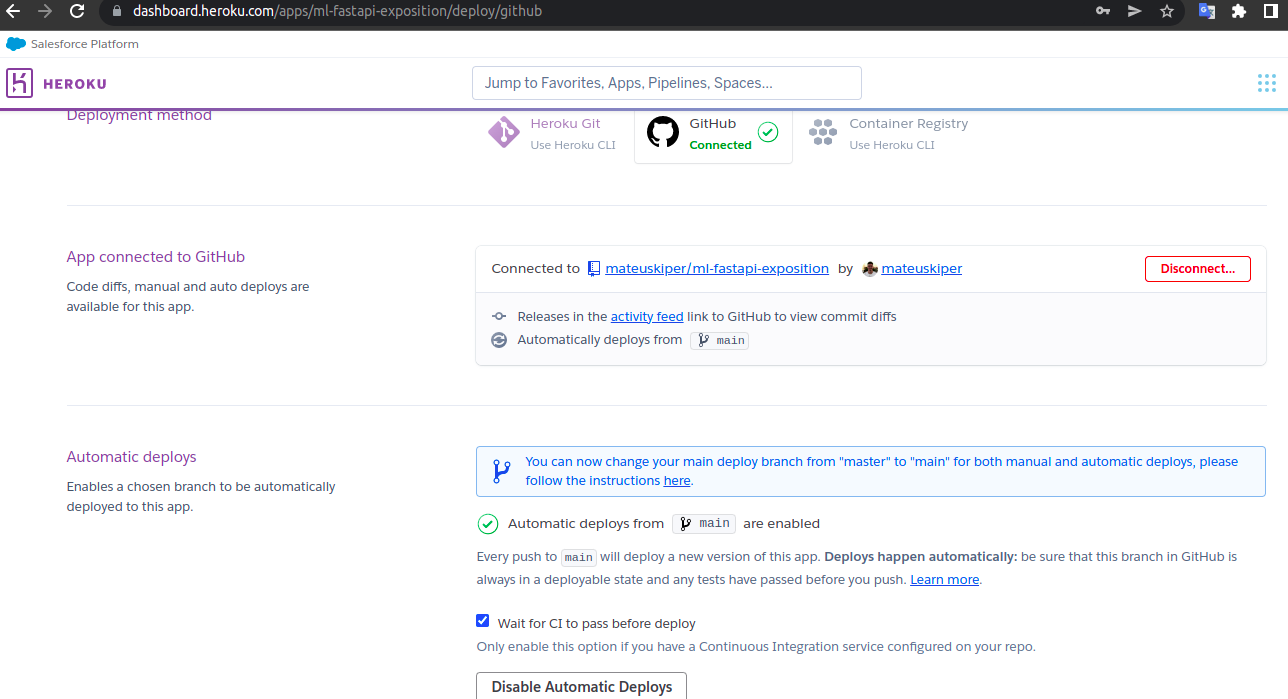 dashboard.heroku.com/apps/ml-fastapi-exposition/deploy/github
Salesforce Platform
HEROKU
Jump to Favorites, Apps, Pipelines, Spaces...
Deployment method
Heroku Git
Use Heroku CLI
GitHub
Connected
Container Registry
Use Heroku CLI
App connected to GitHub
Code diffs, manual and auto deploys are
available for this app.
Connected to mateuskiper/ml-fastapi-exposition by mateuskiper
Disconnect...
Releases in the activity feed link to GitHub to view commit diffs
Automatically deploys from main
Automatic deploys
Enables a chosen branch to be automatically
deployed to this app.
You can now change your main deploy branch from "master" to "main" for both manual and automatic deploys, please
follow the instructions here.
Automatic deploys from main are enabled
Every push to main will deploy a new version of this app. Deploys happen automatically: be sure that this branch in GitHub is
always in a deployable state and any tests have passed before you push. Learn more.
Wait for CI to pass before deploy
Only enable this option if you have a Continuous Integration service configured on your repo.
Disable Automatic Deploys